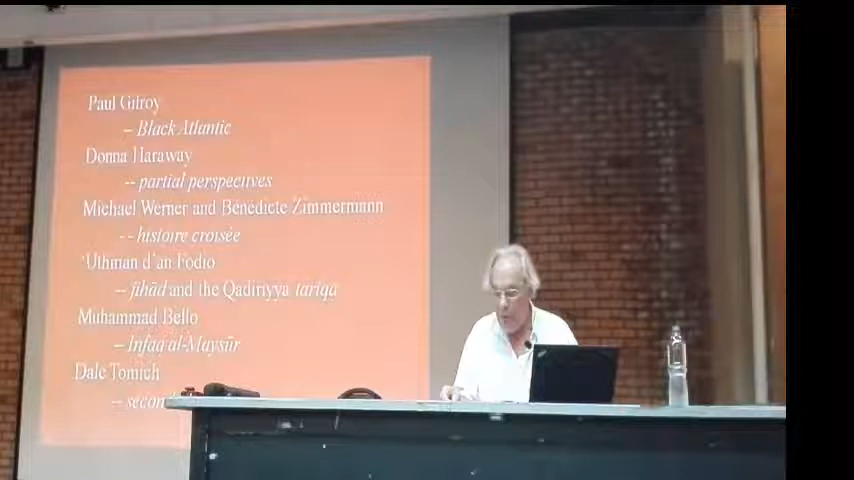 Paul Gilroy
– Black Atlantic
Donna Haraway
-- partial perspectives
Michael Werner and Bénédicte Zimmermann
-- histoire croisée
'Uthman d'an Fodio
– jihād and the Qadiriyya tariqa
Muhammad Bello
– Infaq al-Maysūr
Dale Tomich
– secon